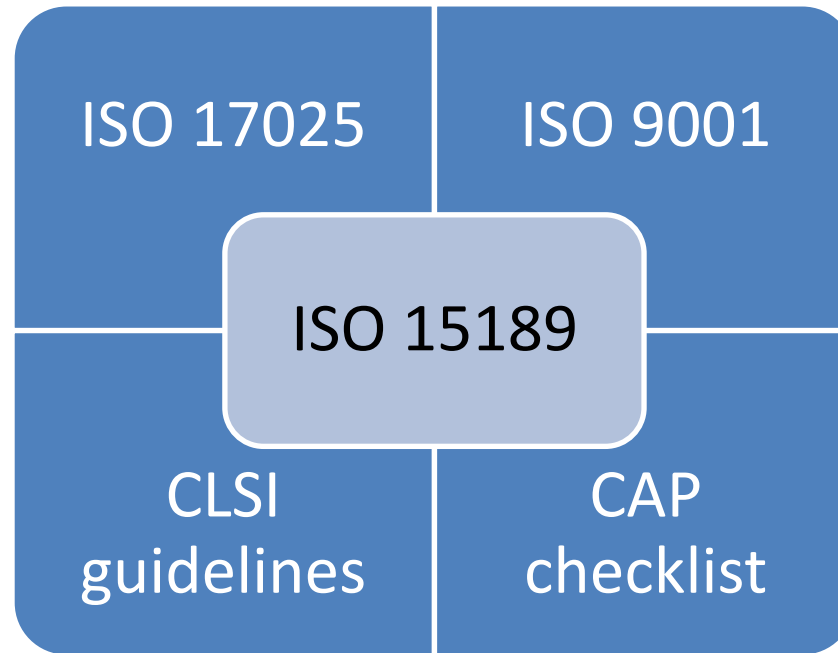 ISO 17025
ISO 9001
ISO 15189
CLSI
guidelines
CAP
checklist